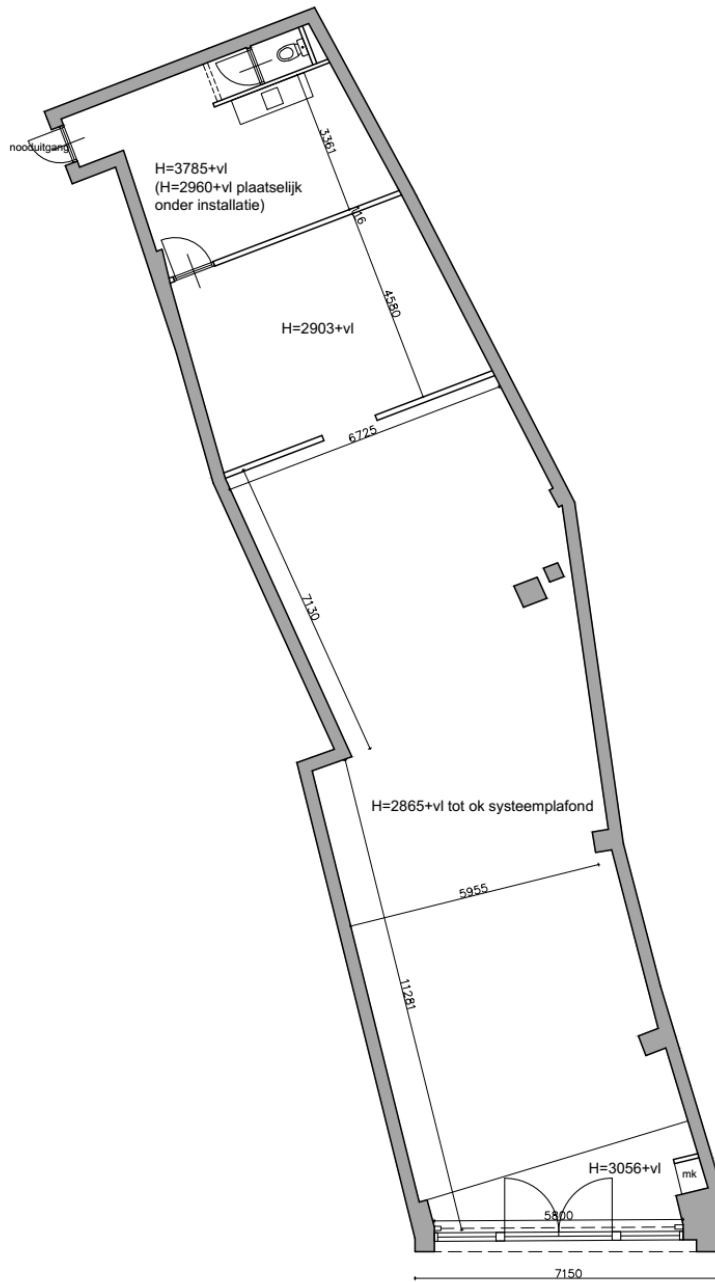 nooduitgang
H=3785+vl
(H=2960+vl plaatselijk
onder installatie)
3361
116
4580
H=2903+vl
6725
7130
H=2865+vl tot ok systeemplafond
5955
11281
H=3056+vl
mk
5800
7150